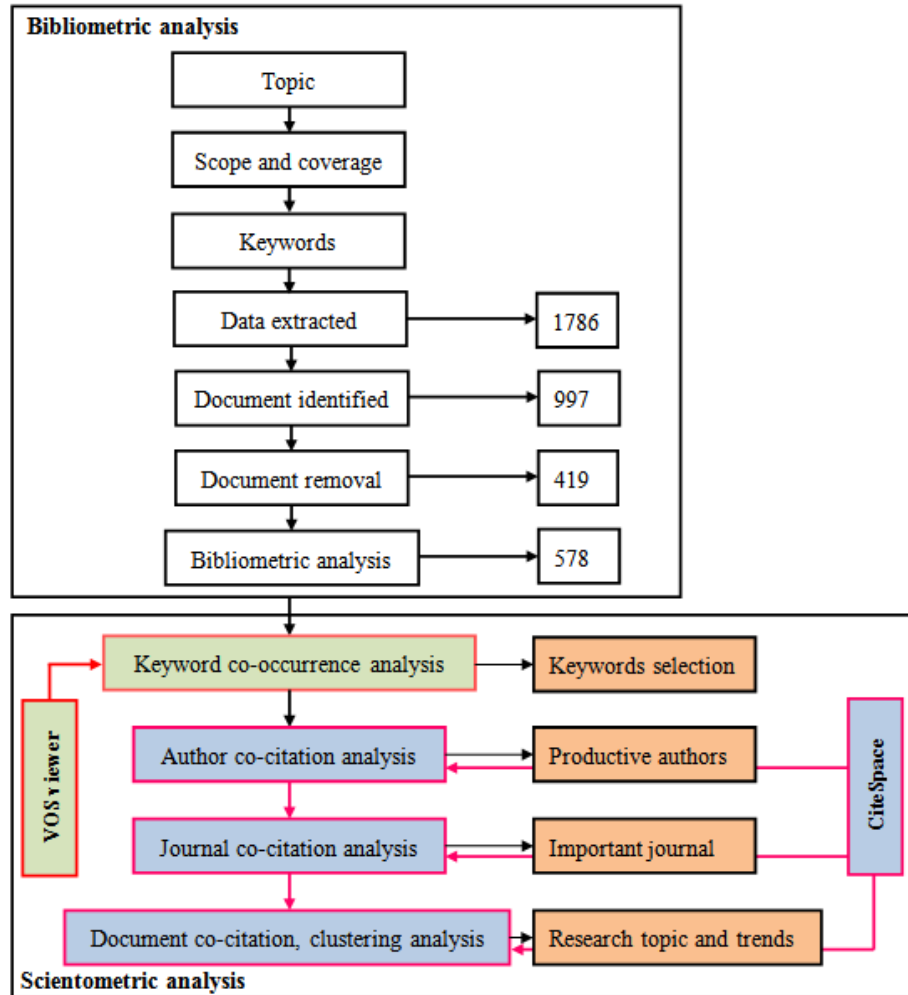 Bibliometric analysis
Topic
Scope and coverage
Keywords
Data extracted
1786
Document identified
997
Document removal
419
Bibliometric analysis
578
Keyword co-occurrence analysis
Keywords selection
VOSviewer
Author co-citation analysis
Productive authors
CiteSpace
Journal co-citation analysis
Important journal
Document co-citation, clustering analysis
Research topic and trends
Scientometric analysis